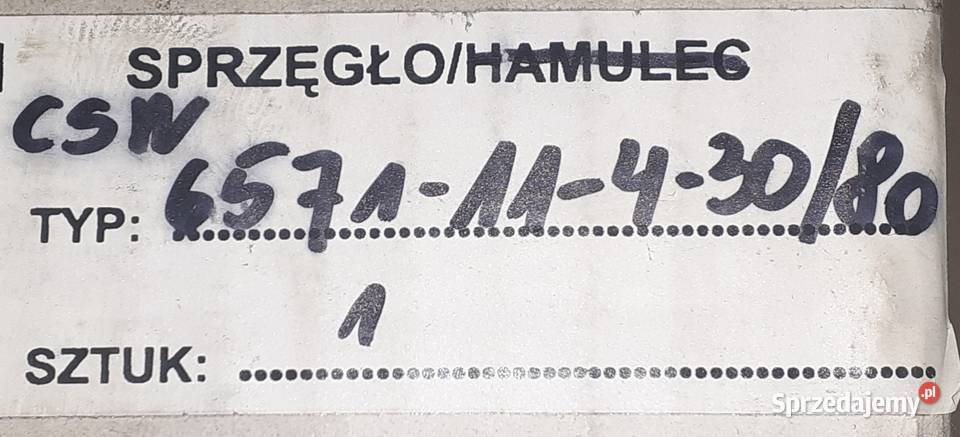 SPRZĘGŁO/HAMULEC
CSW
TYP: 6571-11-4-30/80
SZTUK: 1
Sprzedajemy.pl